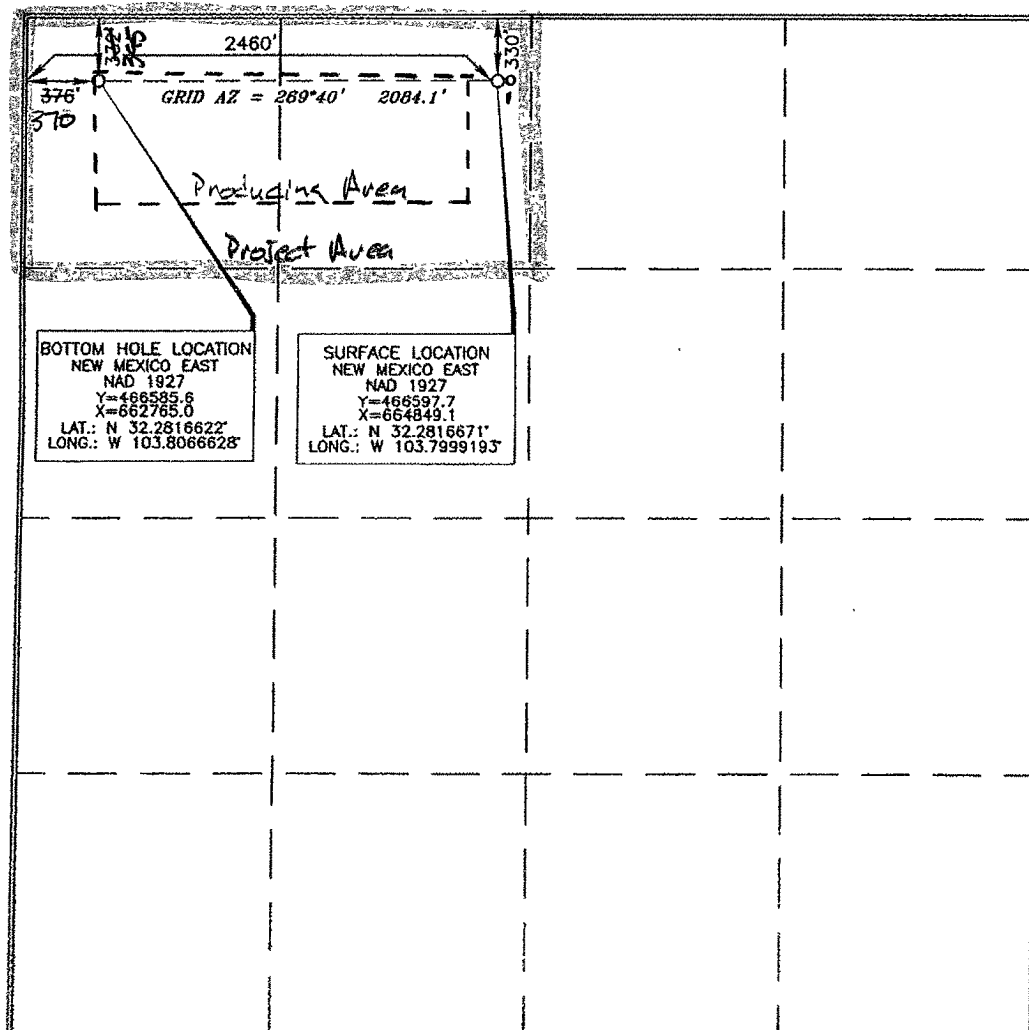 2460'
330'
376'
370
GRID AZ = 269°40' 2084.1'
Producing Area
Project Area
BOTTOM HOLE LOCATION
NEW MEXICO EAST
NAD 1927
Y=466585.6
X=662765.0
LAT.: N 32.2816622°
LONG.: W 103.8066628°
SURFACE LOCATION
NEW MEXICO EAST
NAD 1927
Y=466597.7
X=664849.1
LAT.: N 32.2816671°
LONG.: W 103.7999193°